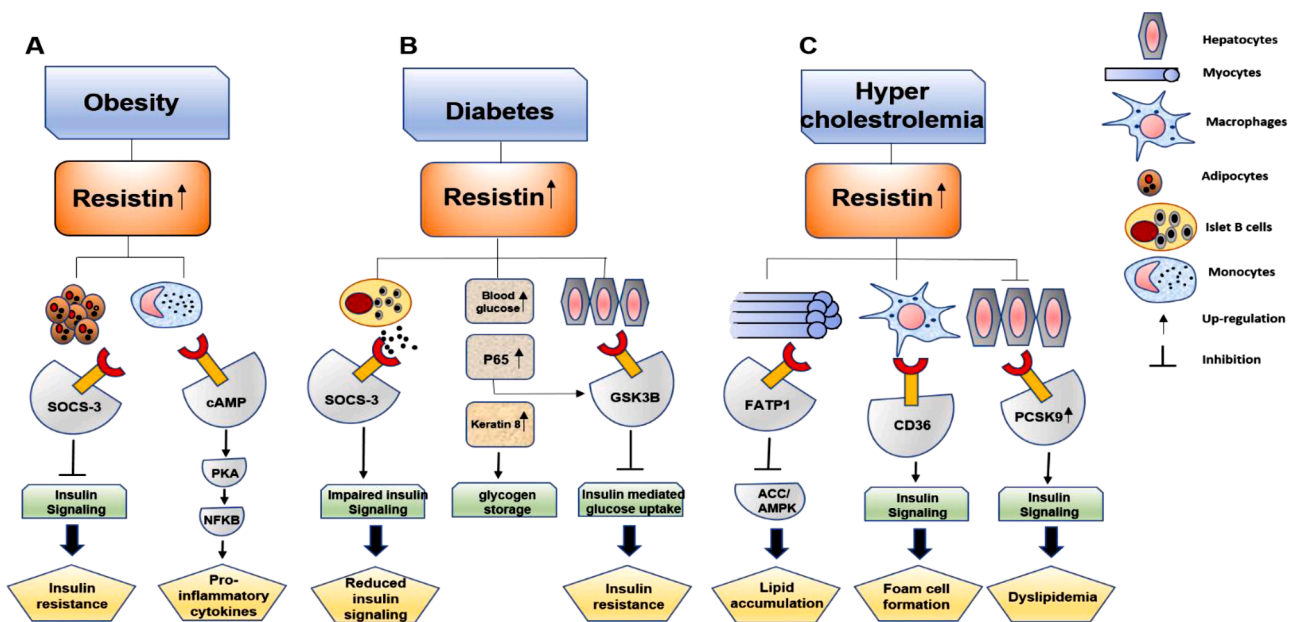 A
Obesity
Resistin
SOCS-3
cAMP
PKA
NFKB
Insulin
Signaling
Insulin
resistance
Pro-
inflammatory
cytokines
B
Diabetes
Resistin
Blood
glucose
P65
Keratin 8
SOCS-3
GSK3B
Impaired insulin
Signaling
glycogen
storage
Insulin mediated
glucose uptake
Reduced
insulin
signaling
Insulin
resistance
C
Hyper
cholestrolemia
Resistin
FATP1
CD36
PCSK9
ACC/
AMPK
Insulin
Signaling
Insulin
Signaling
Lipid
accumulation
Foam cell
formation
Dyslipidemia
Hepatocytes
Myocytes
Macrophages
Adipocytes
Islet B cells
Monocytes
Up-regulation
Inhibition